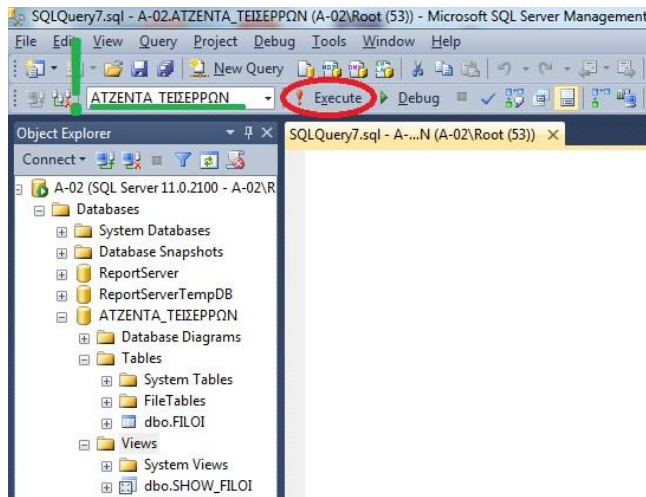 SQLQuery7.sql - A-02.ΑΤΖΕΝΤΑ_ΤΕΙΣΕΡΡΩΝ (A-02\Root (53)) - Microsoft SQL Server Management
File Edit View Query Project Debug Tools Window Help
New Query
ΑΤΖΕΝΤΑ_ΤΕΙΣΕΡΡΩΝ Execute Debug
Object Explorer
SQLQuery7.sql - A-...N (A-02\Root (53))
Connect
A-02 (SQL Server 11.0.2100 - A-02\R
Databases
System Databases
Database Snapshots
ReportServer
ReportServerTempDB
ΑΤΖΕΝΤΑ_ΤΕΙΣΕΡΡΩΝ
Database Diagrams
Tables
System Tables
FileTables
dbo.FILOI
Views
System Views
dbo.SHOW_FILOI